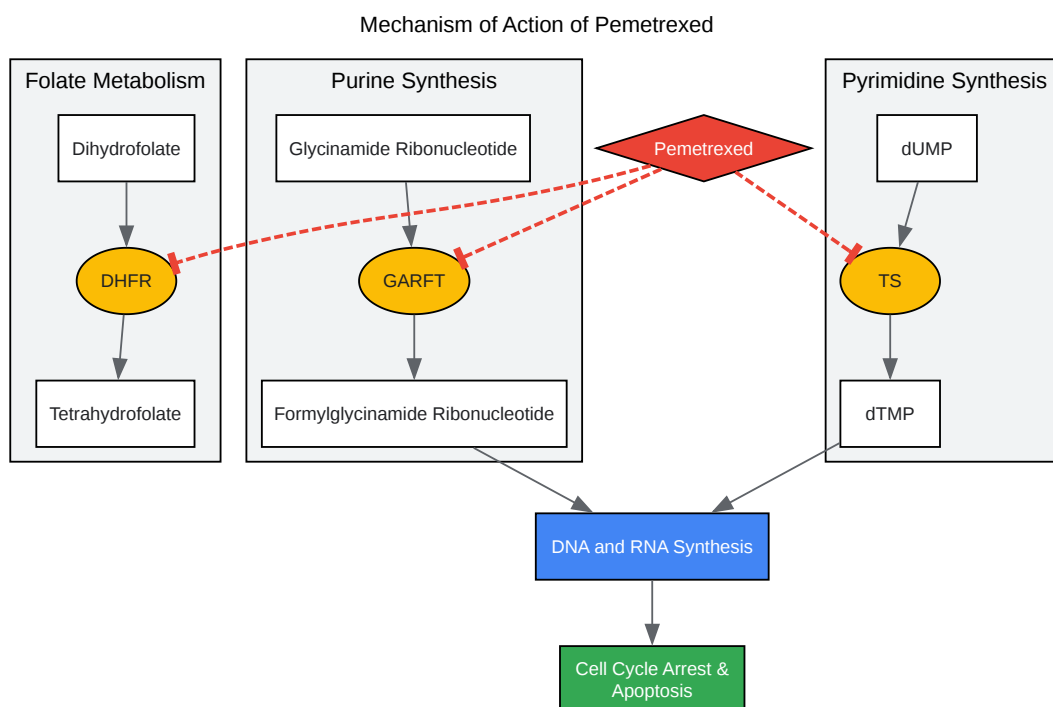 Mechanism of Action of Pemetrexed
Folate Metabolism
Purine Synthesis
Pyrimidine Synthesis
Dihydrofolate
Glycinamide Ribonucleotide
Pemetrexed
dUMP
DHFR
GARFT
TS
Tetrahydrofolate
Formylglycinamide Ribonucleotide
dTMP
DNA and RNA Synthesis
Cell Cycle Arrest &
Apoptosis